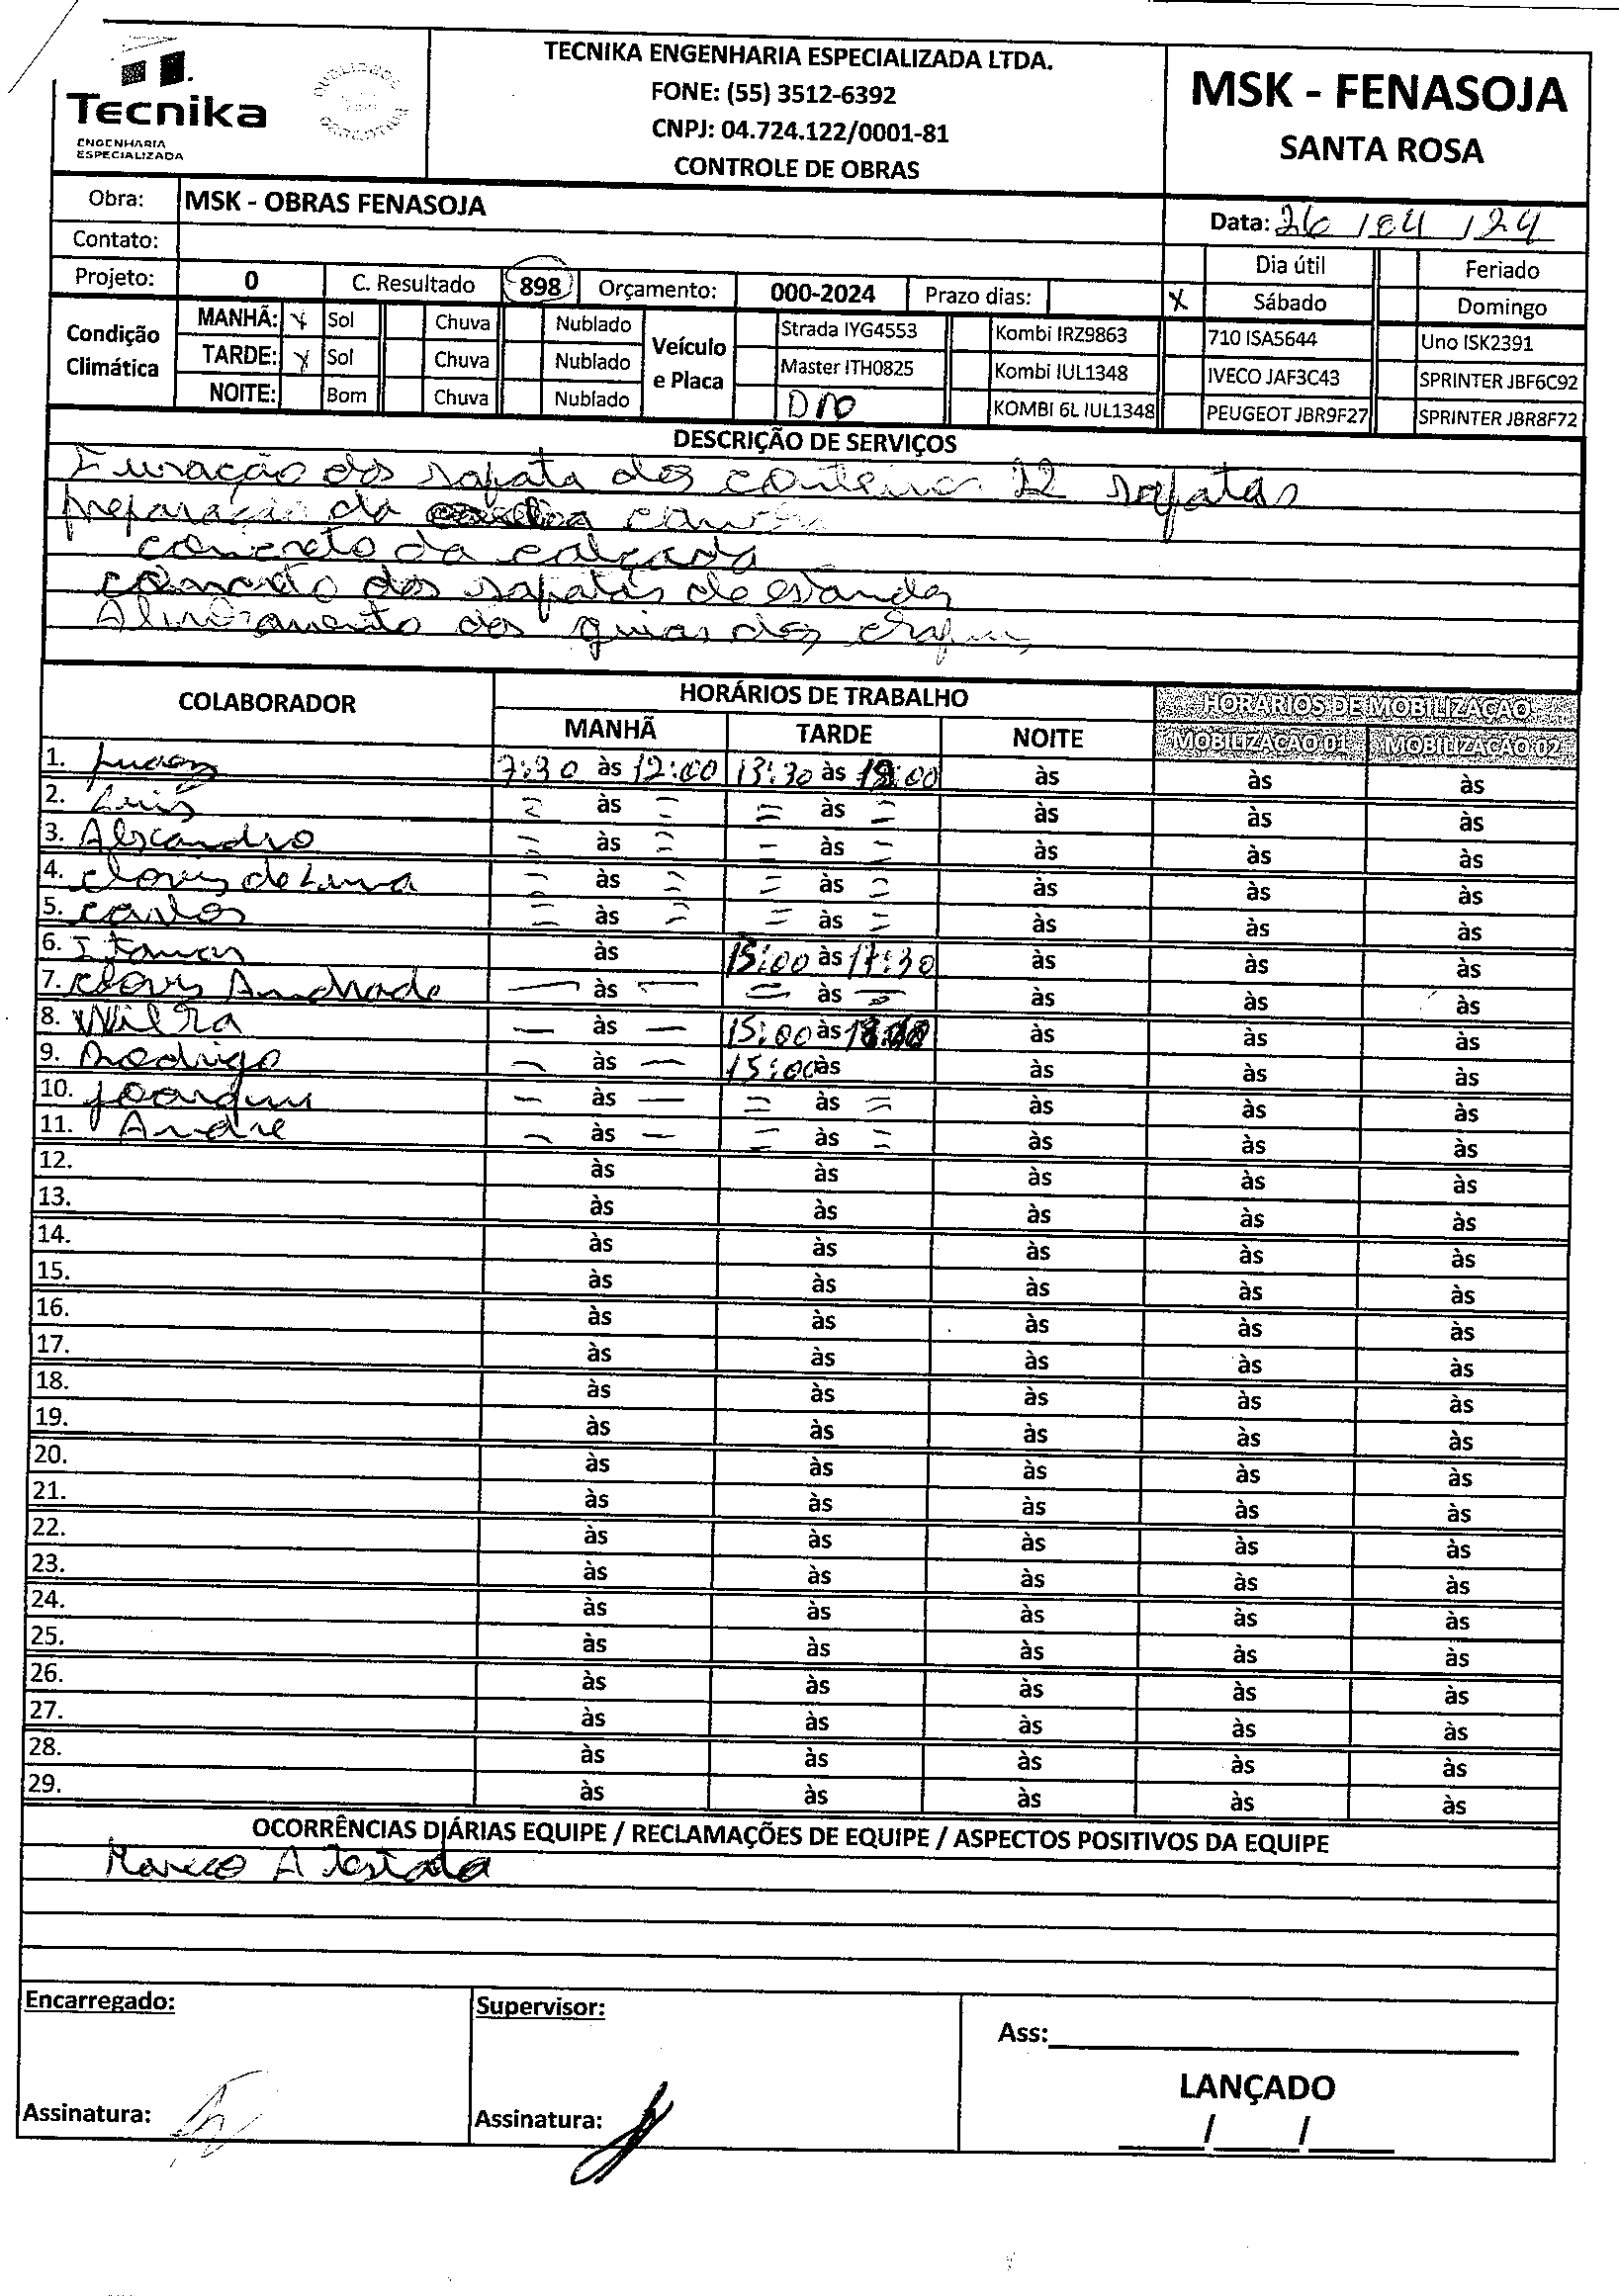 Tecnika
ENGENHARIA
ESPECIALIZADA
TECNIKA ENGENHARIA ESPECIALIZADA LTDA.
FONE: (55) 3512-6392
CNPJ: 04.724.122/0001-81
CONTROLE DE OBRAS
MSK - FENASOJA
SANTA ROSA
Obra: MSK - OBRAS FENASOJA
Data: 26 / 04 / 24
Contato:
Dia útil Feriado
Projeto: 0 C. Resultado 898 Orçamento: 000-2024 Prazo dias: X Sábado Domingo
Condição Climática
MANHÃ: X Sol Chuva Nublado
TARDE: X Sol Chuva Nublado
NOITE: Bom Chuva Nublado
Veículo e Placa
Strada IYG4553 Kombi IRZ9863 710 ISA5644 Uno ISK2391
Master ITH0825 Kombi IUL1348 IVECO JAF3C43 SPRINTER JBF6C92
KOMBI 6L IUL1348 PEUGEOT JBR9F27 SPRINTER JBR8F72
DESCRIÇÃO DE SERVIÇOS
Furação dos sapata dos conteiner 12 sapatas
preparação da
concreto da calçada
concreto dos sapatas de
dos guias dos
COLABORADOR HORÁRIOS DE TRABALHO HORÁRIOS DE MOBILIZAÇÃO
MANHÃ TARDE NOITE MOBILIZAÇÃO 01 MOBILIZAÇÃO 02
1. 7:30 às 12:00 13:30 às 18:00 às às às
2. Luis = às = = às = às às às
3. Alexandro = às = - às - às às às
4. Clovis de Lima = às = = às = às às às
5. Carlos = às = = às = às às às
6. Itamar às 15:00 às 17:30 às às às
7. Clovis Andrade — às — = às = às às às
8. — às — 15:00 às às às às
9. Rodrigo — às — 15:00 às às às às
10. Joarquim — às — = às = às às às
11. Andre — às — = às = às às às
12. às às às às às
13. às às às às às
14. às às às às às
15. às às às às às
16. às às às às às
17. às às às às às
18. às às às às às
19. às às às às às
20. às às às às às
21. às às às às às
22. às às às às às
23. às às às às às
24. às às às às às
25. às às às às às
26. às às às às às
27. às às às às às
28. às às às às às
29. às às às às às
OCORRÊNCIAS DIÁRIAS EQUIPE / RECLAMAÇÕES DE EQUIPE / ASPECTOS POSITIVOS DA EQUIPE
Marco Atestado
Encarregado: Supervisor:
Ass:
LANÇADO
Assinatura: Assinatura: / /